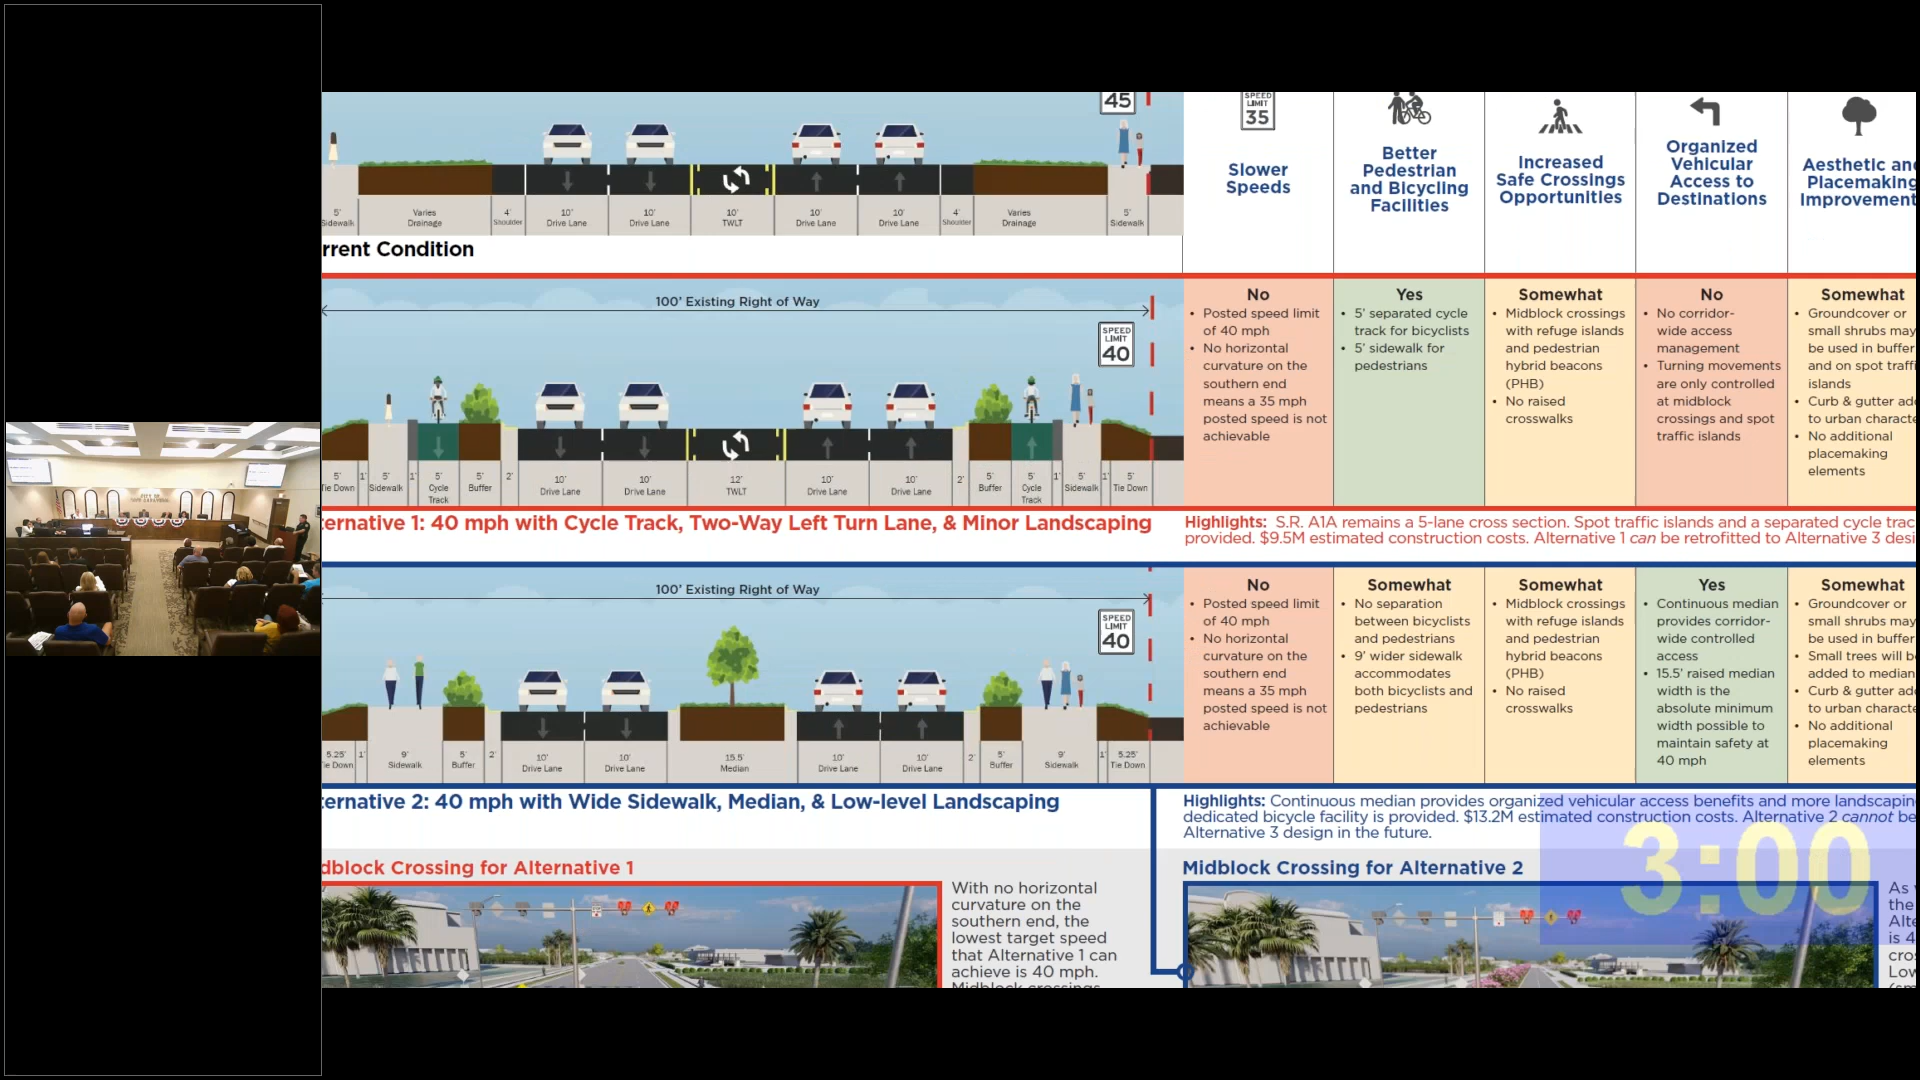 45
SPEED
LIMIT
35
Slower
Speeds
Better
Pedestrian
and Bicycling
Facilities
Increased
Safe Crossings
Opportunities
Organized
Vehicular
Access to
Destinations
Aesthetic and
Placemaking
Improvement
5' Sidewalk
Varies Drainage
4' Shoulder
10' Drive Lane
10' Drive Lane
10' TWLT
10' Drive Lane
10' Drive Lane
4' Shoulder
Varies Drainage
5' Sidewalk
rrent Condition
100' Existing Right of Way
SPEED
LIMIT
40
5' Tie Down
1'
5' Sidewalk
1'
5' Cycle Track
5' Buffer
2'
10' Drive Lane
10' Drive Lane
12' TWLT
10' Drive Lane
10' Drive Lane
2'
5' Buffer
5' Cycle Track
1'
5' Sidewalk
1'
5' Tie Down
No
• Posted speed limit
of 40 mph
• No horizontal
curvature on the
southern end
means a 35 mph
posted speed is not
achievable
Yes
• 5' separated cycle
track for bicyclists
• 5' sidewalk for
pedestrians
Somewhat
• Midblock crossings
with refuge islands
and pedestrian
hybrid beacons
(PHB)
• No raised
crosswalks
No
• No corridor-
wide access
management
• Turning movements
are only controlled
at midblock
crossings and spot
traffic islands
Somewhat
• Groundcover or
small shrubs may
be used in buffer
and on spot traffi
islands
• Curb & gutter ad
to urban characte
• No additional
placemaking
elements
ternative 1: 40 mph with Cycle Track, Two-Way Left Turn Lane, & Minor Landscaping
Highlights: S.R. A1A remains a 5-lane cross section. Spot traffic islands and a separated cycle trac
provided. $9.5M estimated construction costs. Alternative 1 can be retrofitted to Alternative 3 desi
100' Existing Right of Way
SPEED
LIMIT
40
5.25' Tie Down
1'
9' Sidewalk
5' Buffer
2'
10' Drive Lane
10' Drive Lane
15.5' Median
10' Drive Lane
10' Drive Lane
2'
5' Buffer
9' Sidewalk
1'
5.25' Tie Down
No
• Posted speed limit
of 40 mph
• No horizontal
curvature on the
southern end
means a 35 mph
posted speed is not
achievable
Somewhat
• No separation
between bicyclists
and pedestrians
• 9' wider sidewalk
accommodates
both bicyclists and
pedestrians
Somewhat
• Midblock crossings
with refuge islands
and pedestrian
hybrid beacons
(PHB)
• No raised
crosswalks
Yes
• Continuous median
provides corridor-
wide controlled
access
• 15.5' raised median
width is the
absolute minimum
width possible to
maintain safety at
40 mph
Somewhat
• Groundcover or
small shrubs may
be used in buffer
• Small trees will b
added to median
• Curb & gutter ad
to urban characte
• No additional
placemaking
elements
ternative 2: 40 mph with Wide Sidewalk, Median, & Low-level Landscaping
Highlights: Continuous median provides organized vehicular access benefits and more landscapin
dedicated bicycle facility is provided. $13.2M estimated construction costs. Alternative 2 cannot be
Alternative 3 design in the future.
3:00
dblock Crossing for Alternative 1
With no horizontal
curvature on the
southern end, the
lowest target speed
that Alternative 1 can
achieve is 40 mph.
Midblock crossings
Midblock Crossing for Alternative 2
As
the
Alte
is 4
cros
Low